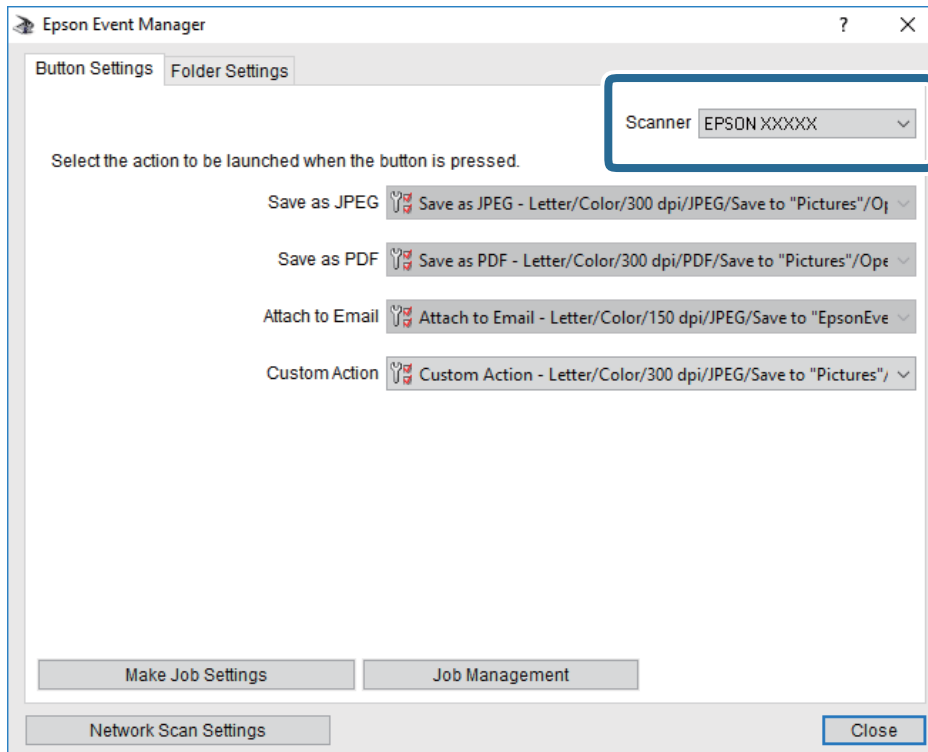 Epson Event Manager
?
Button Settings Folder Settings
Scanner EPSON XXXXX
Select the action to be launched when the button is pressed.
Save as JPEG Save as JPEG - Letter/Color/300 dpi/JPEG/Save to "Pictures"/O
Save as PDF Save as PDF - Letter/Color/300 dpi/PDF/Save to "Pictures"/Ope
Attach to Email Attach to Email - Letter/Color/150 dpi/JPEG/Save to "EpsonEve
Custom Action Custom Action - Letter/Color/300 dpi/JPEG/Save to "Pictures"/
Make Job Settings Job Management
Network Scan Settings Close